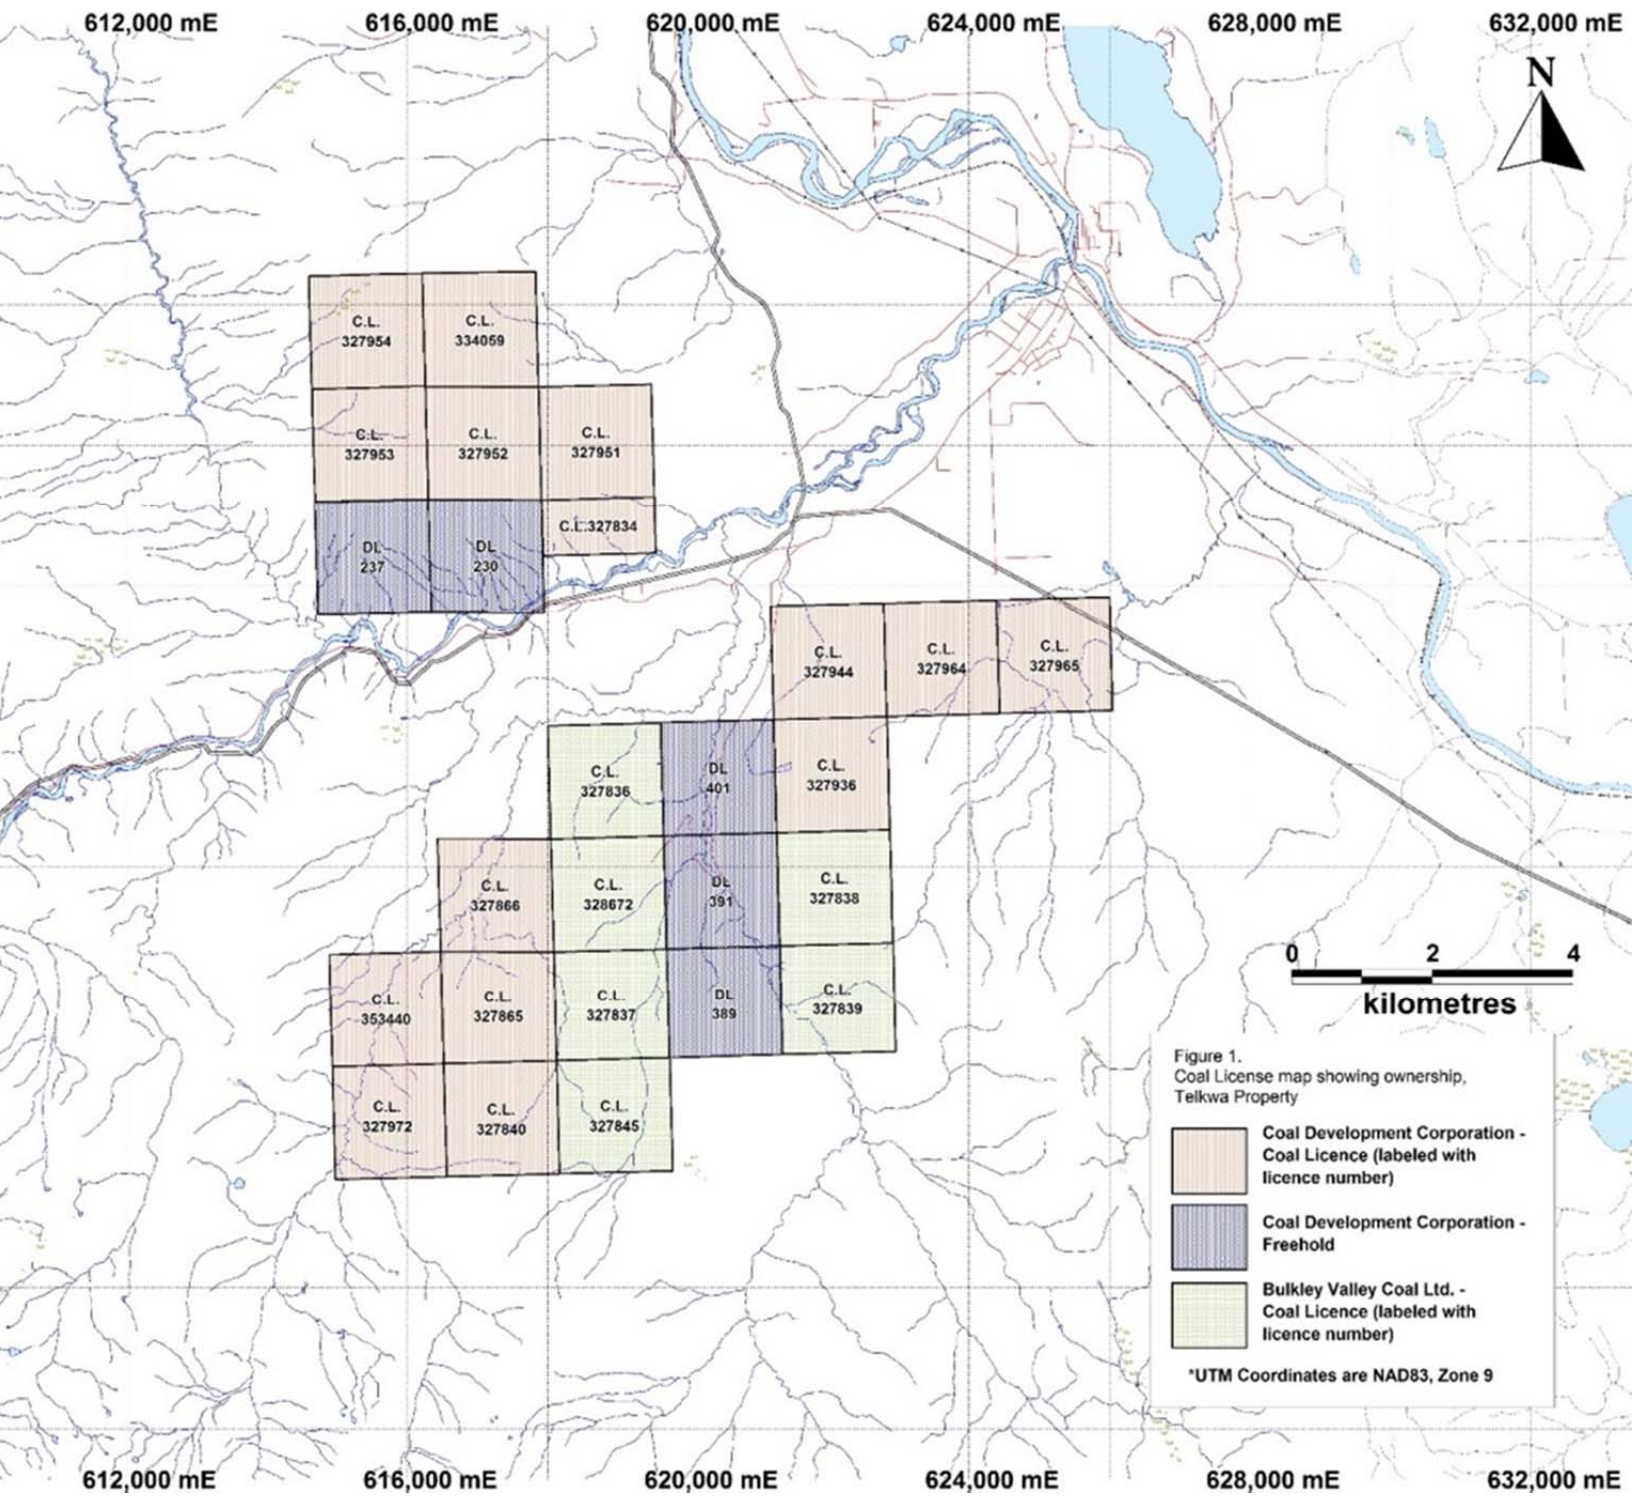 612,000 mE 616,000 mE 620,000 mE 624,000 mE 628,000 mE 632,000 mE
N
C.L.
327954
C.L.
334059
C.L.
327953
C.L.
327952
C.L.
327951
DL
237
DL
230
C.L.327834
C.L.
327944
C.L.
327964
C.L.
327965
C.L.
327836
DL
401
C.L.
327936
C.L.
327866
C.L.
328672
DL
391
C.L.
327838
C.L.
353440
C.L.
327865
C.L.
327837
DL
389
C.L.
327839
C.L.
327972
C.L.
327840
C.L.
327845
0 2 4
kilometres
Figure 1.
Coal License map showing ownership,
Telkwa Property
Coal Development Corporation -
Coal Licence (labeled with
licence number)
Coal Development Corporation -
Freehold
Bulkley Valley Coal Ltd. -
Coal Licence (labeled with
licence number)
*UTM Coordinates are NAD83, Zone 9
612,000 mE 616,000 mE 620,000 mE 624,000 mE 628,000 mE 632,000 mE